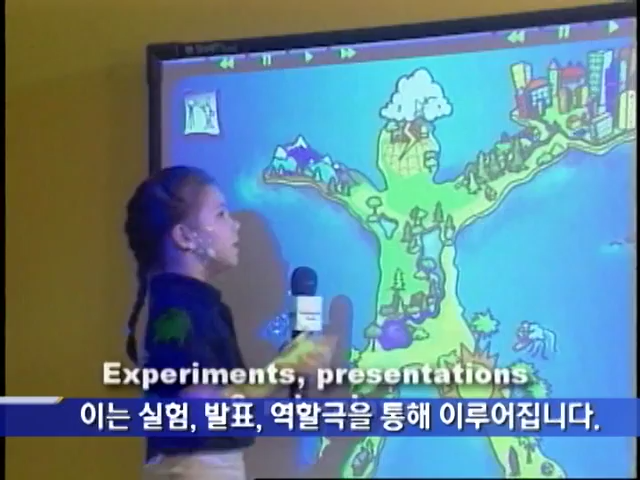 Experiments, presentations
이는 실험, 발표, 역할극을 통해 이루어집니다.